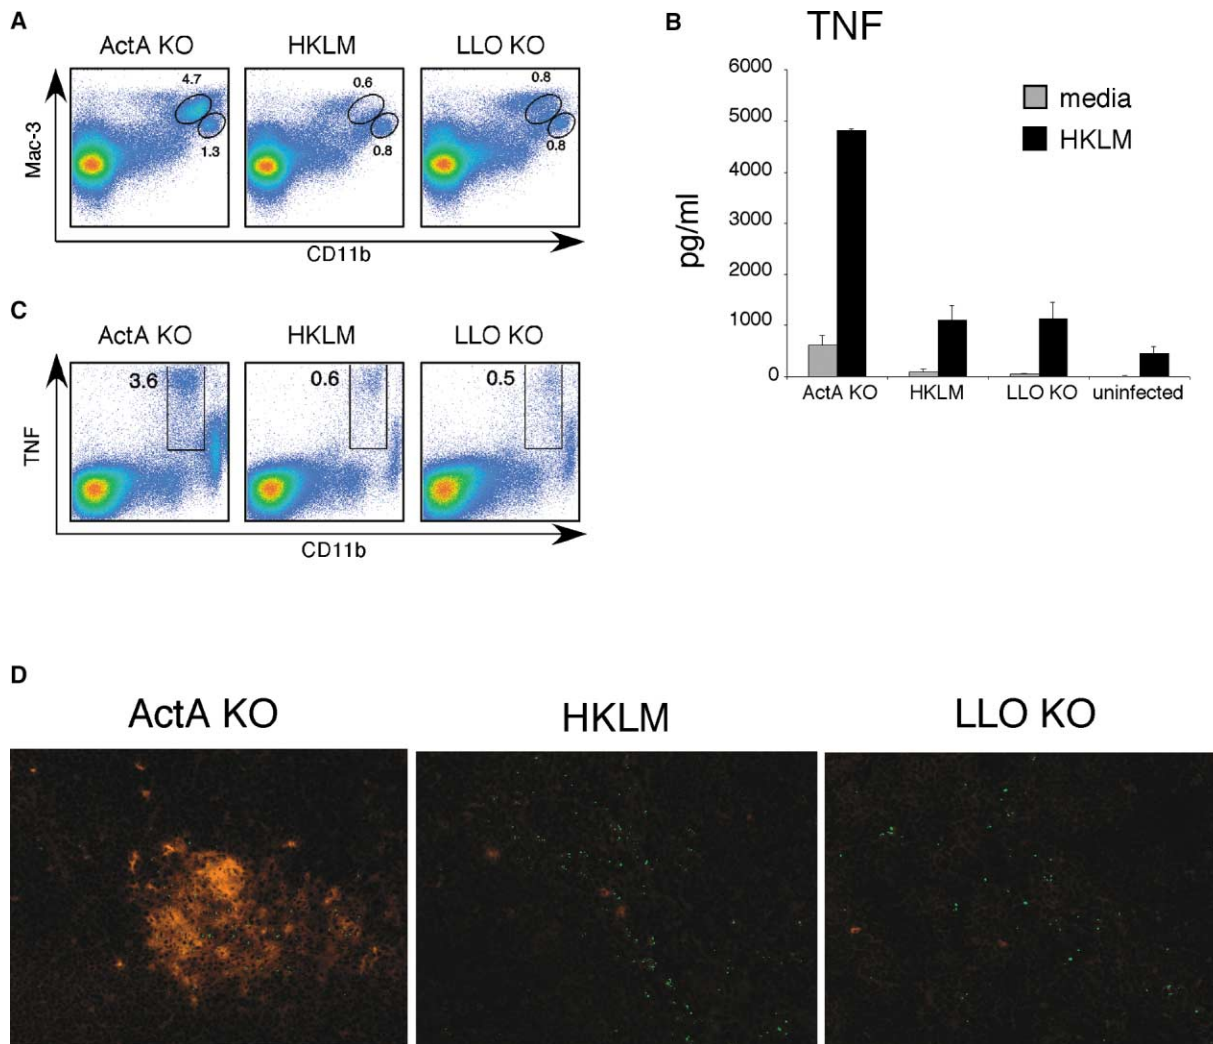 A
ActA KO HKLM LLO KO
4.7 0.6 0.8
1.3 0.8 0.8
Mac-3
CD11b
B
TNF
6000
5000
4000
3000
2000
1000
0
pg/ml
media
HKLM
ActA KO HKLM LLO KO uninfected
C
ActA KO HKLM LLO KO
3.6 0.6 0.5
TNF
CD11b
D
ActA KO HKLM LLO KO